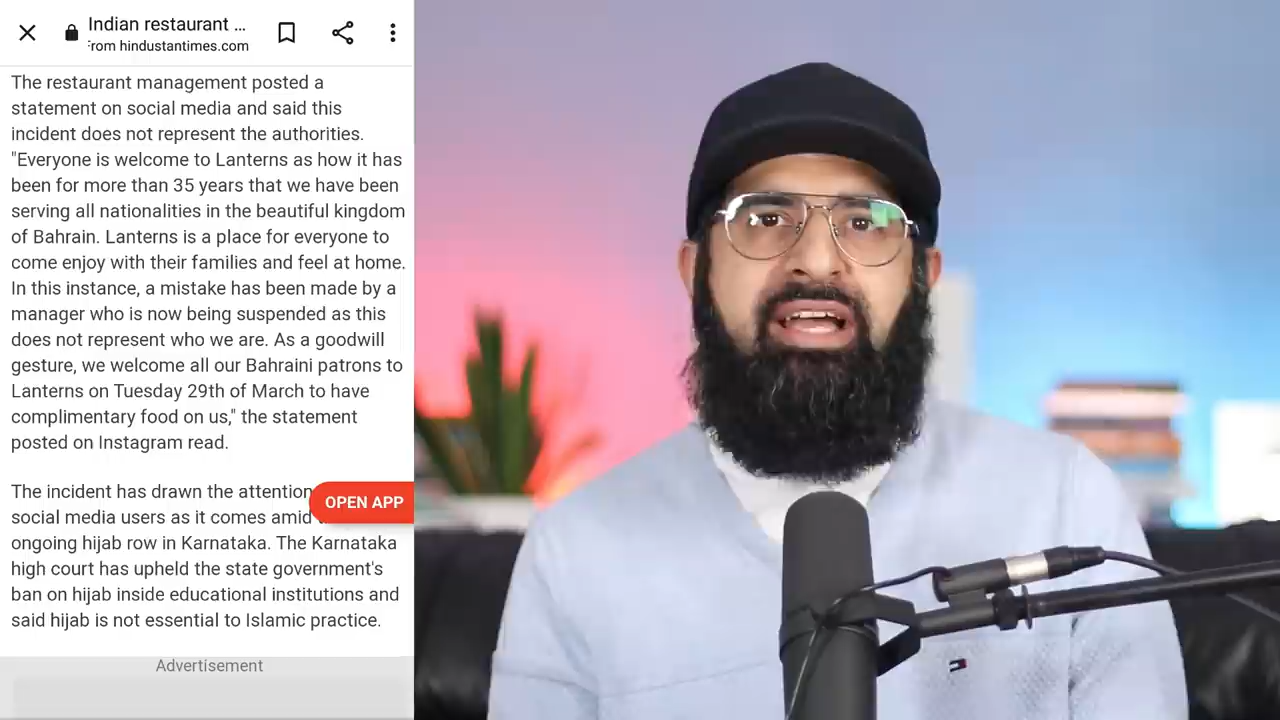 Indian restaurant ...
From hindustantimes.com
The restaurant management posted a
statement on social media and said this
incident does not represent the authorities.
"Everyone is welcome to Lanterns as how it has
been for more than 35 years that we have been
serving all nationalities in the beautiful kingdom
of Bahrain. Lanterns is a place for everyone to
come enjoy with their families and feel at home.
In this instance, a mistake has been made by a
manager who is now being suspended as this
does not represent who we are. As a goodwill
gesture, we welcome all our Bahraini patrons to
Lanterns on Tuesday 29th of March to have
complimentary food on us," the statement
posted on Instagram read.
The incident has drawn the attention
OPEN APP
social media users as it comes amid
ongoing hijab row in Karnataka. The Karnataka
high court has upheld the state government's
ban on hijab inside educational institutions and
said hijab is not essential to Islamic practice.
Advertisement